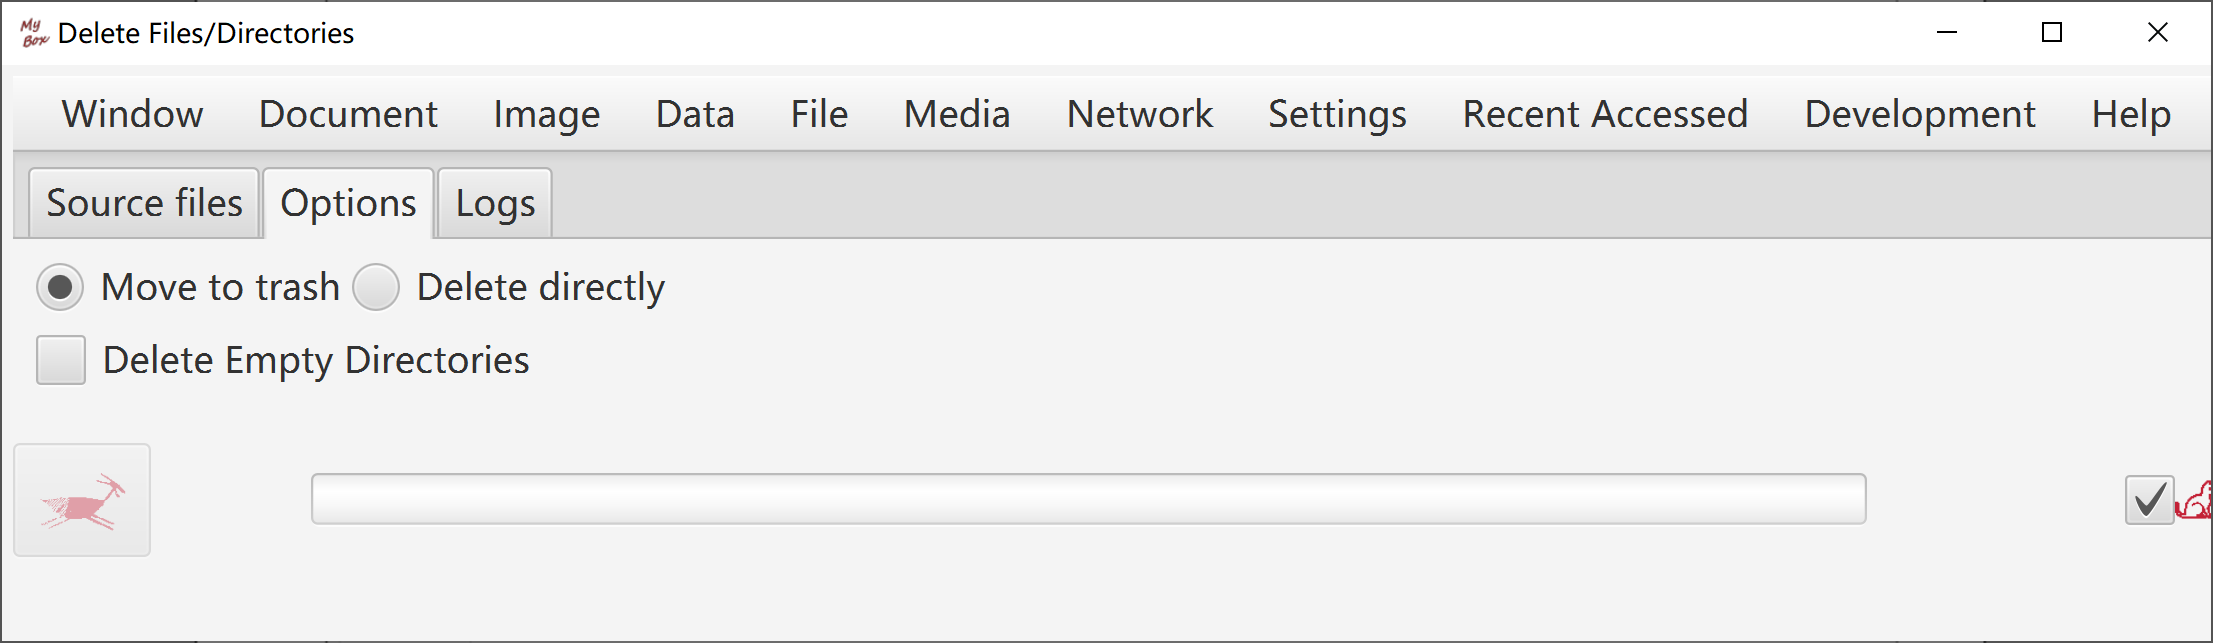 My Box Delete Files/Directories
Window Document Image Data File Media Network Settings Recent Accessed Development Help
Source files Options Logs
Move to trash Delete directly
Delete Empty Directories